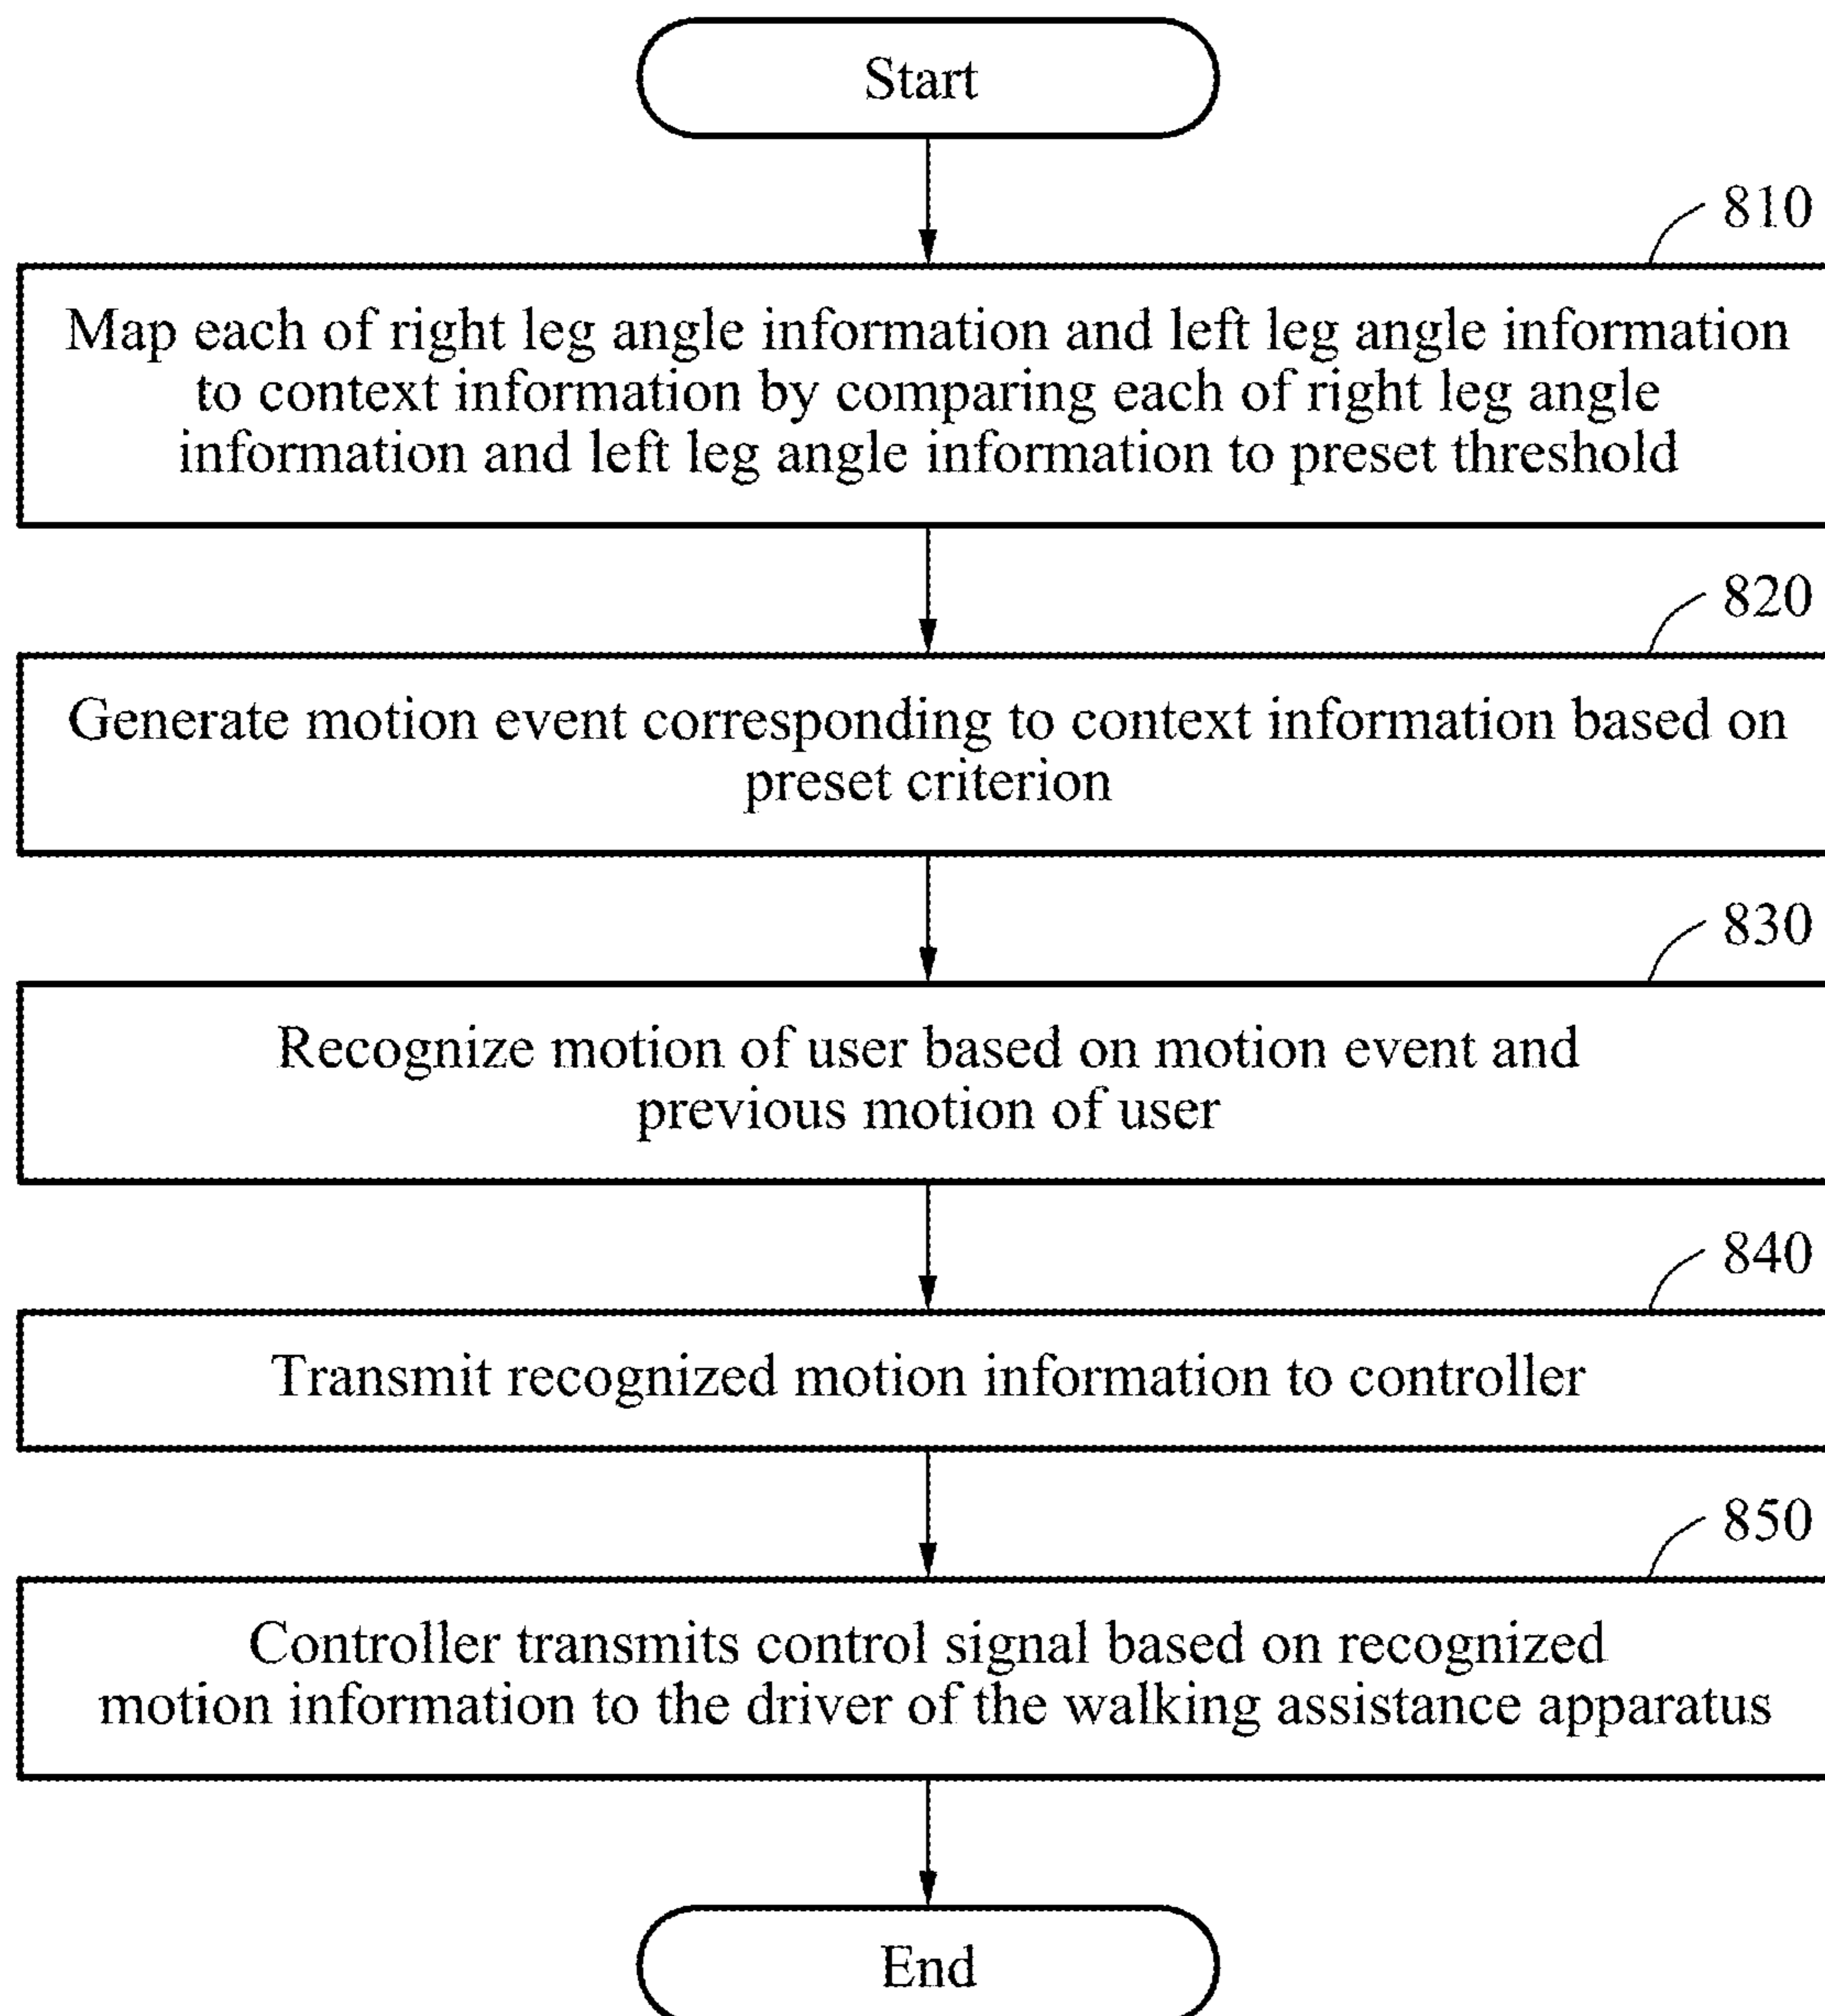 Start
810
Map each of right leg angle information and left leg angle information
to context information by comparing each of right leg angle
information and left leg angle information to preset threshold
820
Generate motion event corresponding to context information based on
preset criterion
830
Recognize motion of user based on motion event and
previous motion of user
840
Transmit recognized motion information to controller
850
Controller transmits control signal based on recognized
motion information to the driver of the walking assistance apparatus
End